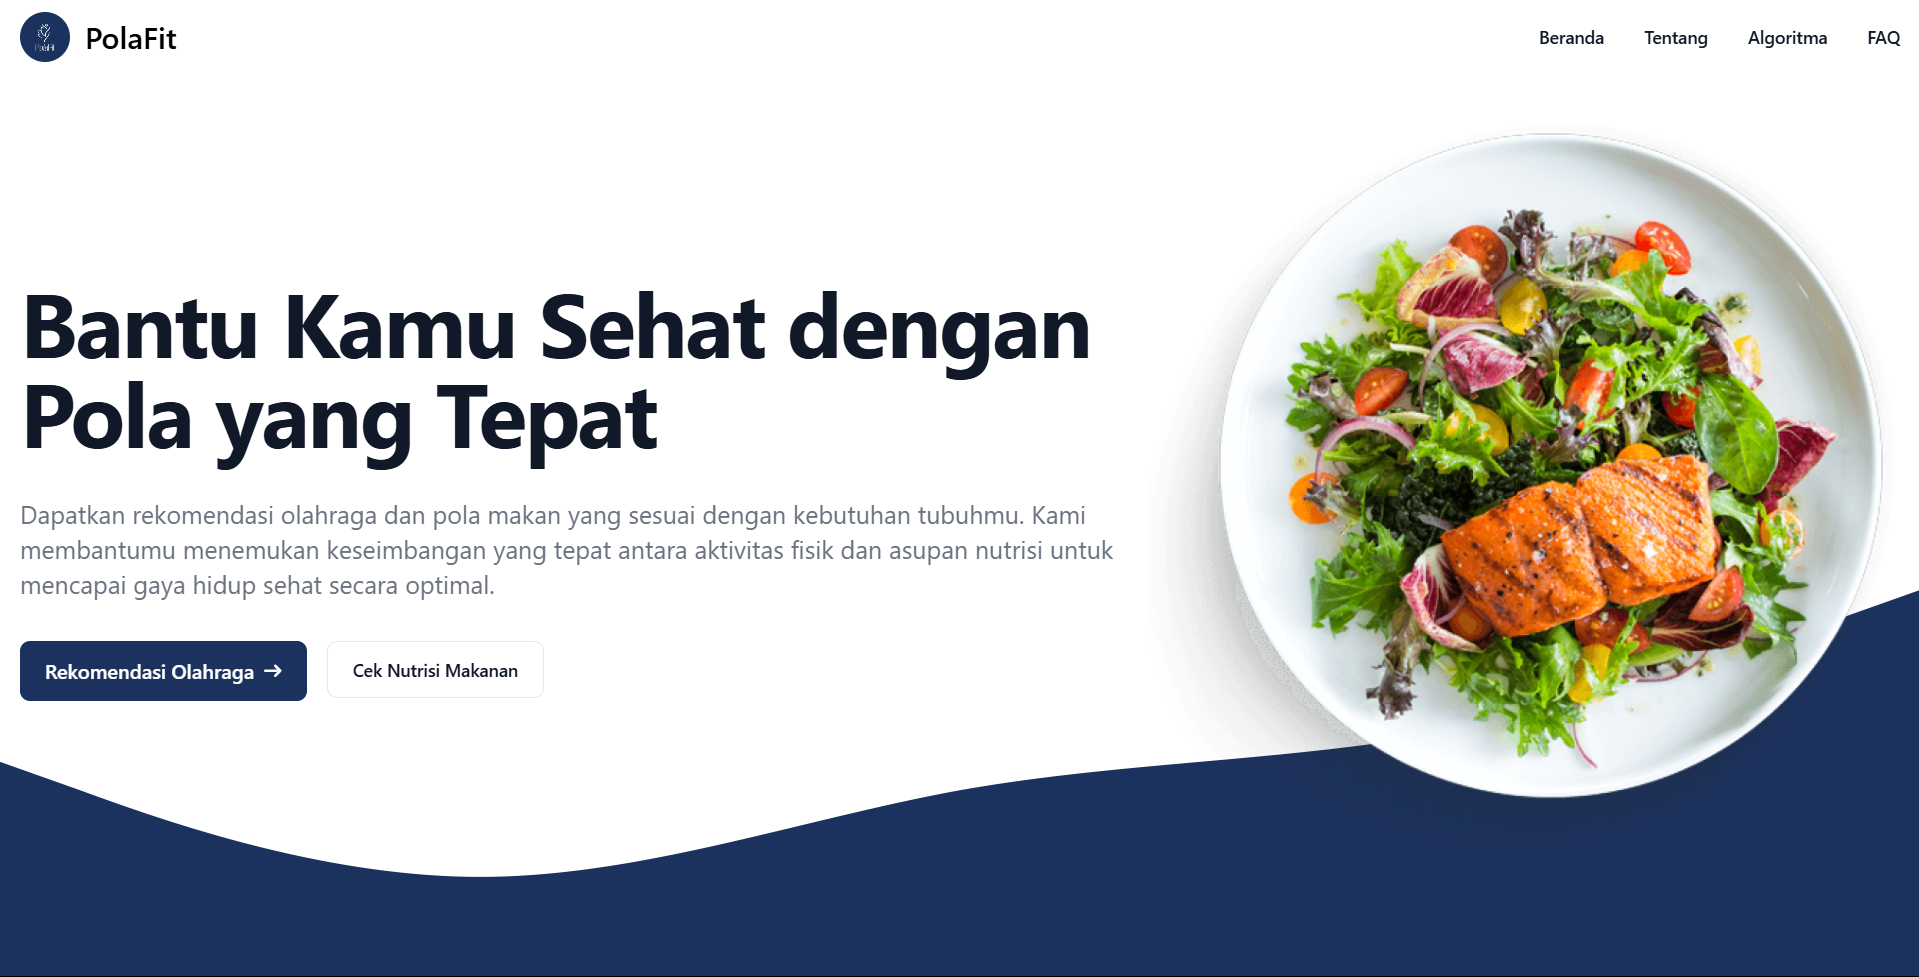 PolaFit
PolaFit
Beranda
Tentang
Algoritma
FAQ
Bantu Kamu Sehat dengan
Pola yang Tepat
Dapatkan rekomendasi olahraga dan pola makan yang sesuai dengan kebutuhan tubuhmu. Kami
membantumu menemukan keseimbangan yang tepat antara aktivitas fisik dan asupan nutrisi untuk
mencapai gaya hidup sehat secara optimal.
Rekomendasi Olahraga →
Cek Nutrisi Makanan